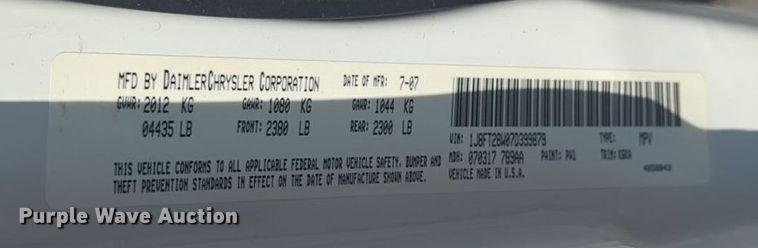 MFD BY DAIMLERCHRYSLER CORPORATION DATE OF MFR: 7-07
GVWR: 2012 KG GAWR: 1080 KG GAWR: 1044 KG
04435 LB FRONT: 2380 LB REAR: 2300 LB
VIN: 1J8FT28W07D399879 TYPE: MPV
MDH: 070317 789AA PAINT: PW1 TRIM:
THIS VEHICLE CONFORMS TO ALL APPLICABLE FEDERAL MOTOR VEHICLE SAFETY, BUMPER AND
THEFT PREVENTION STANDARDS IN EFFECT ON THE DATE OF MANUFACTURE SHOWN ABOVE.
VEHICLE MADE IN U.S.A.
Purple Wave Auction